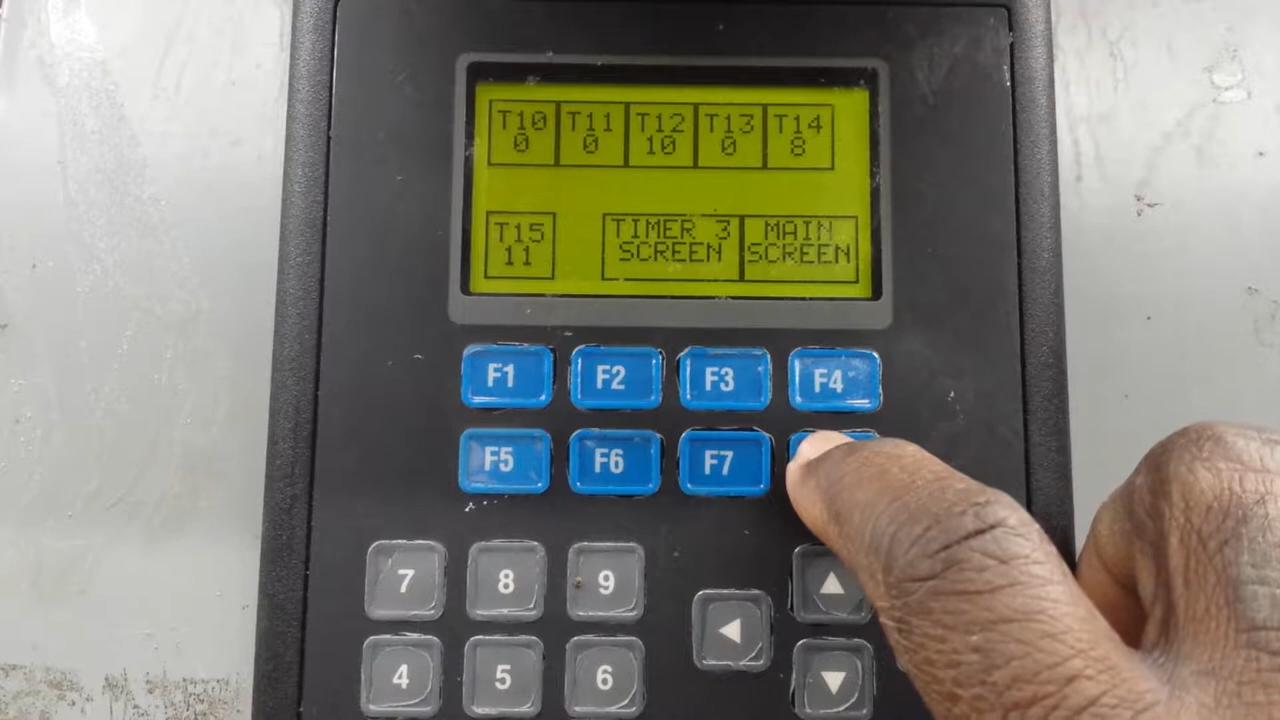 T10 T11 T12 T13 T14
0 0 10 0 8
T15 TIMER 3 MAIN
11 SCREEN SCREEN
F1 F2 F3 F4
F5 F6 F7
7 8 9
4 5 6